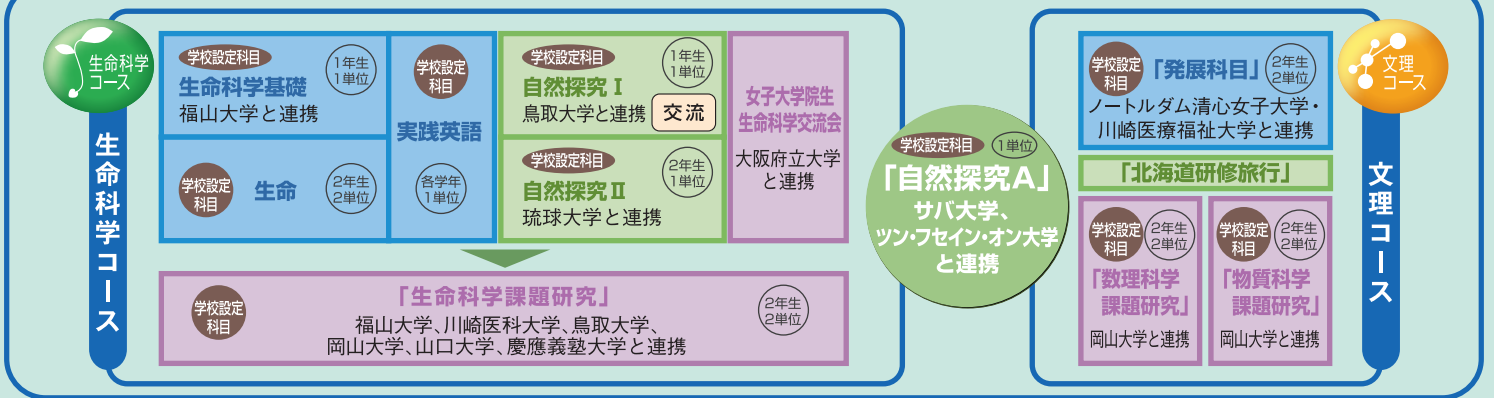 生命科学
コース
生命科学コース
学校設定科目
1年生
1単位
生命科学基礎
福山大学と連携
学校設定
科目
生命
2年生
2単位
学校設定
科目
実践英語
各学年
1単位
学校設定科目
1年生
1単位
自然探究Ⅰ
鳥取大学と連携
交流
学校設定科目
2年生
1単位
自然探究Ⅱ
琉球大学と連携
女子大学院生
生命科学交流会
大阪府立大学
と連携
学校設定
科目
「生命科学課題研究」
2年生
2単位
福山大学、川崎医科大学、鳥取大学、
岡山大学、山口大学、慶應義塾大学と連携
学校設定科目
1単位
「自然探究A」
サバ大学、
ツン・フセイン・オン大学
と連携
学校設定
科目
「発展科目」
2年生
2単位
ノートルダム清心女子大学・
川崎医療福祉大学と連携
「北海道研修旅行」
学校設定
科目
2年生
2単位
「数理科学
課題研究」
岡山大学と連携
学校設定
科目
2年生
2単位
「物質科学
課題研究」
岡山大学と連携
文理
コース
文理コース